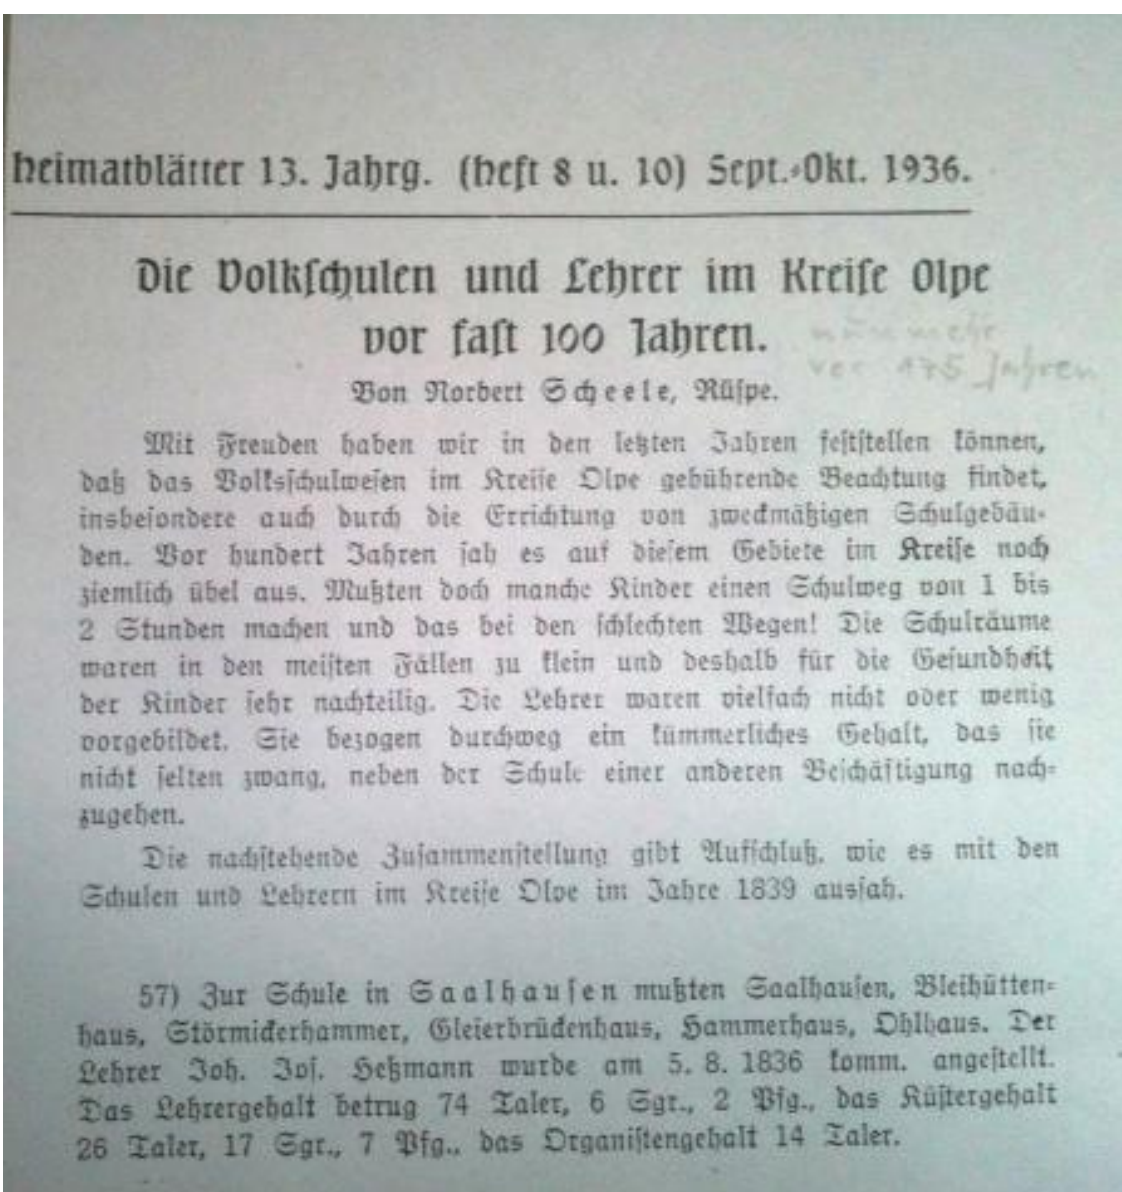 Heimatblätter 13. Jahrg. (Heft 8 u. 10) Sept.-Okt. 1936.
Die Volkschulen und Lehrer im Kreise Olpe
vor fast 100 Jahren.
nunmehr
vor 175 Jahren
Von Norbert Scheele, Rüspe.
Mit Freuden haben wir in den letzten Jahren feststellen können,
daß das Volksschulwesen im Kreise Olpe gebührende Beachtung findet,
insbesondere auch durch die Errichtung von zweckmäßigen Schulgebäu-
den. Vor hundert Jahren sah es auf diesem Gebiete im Kreise noch
ziemlich übel aus. Mußten doch manche Kinder einen Schulweg von 1 bis
2 Stunden machen und das bei den schlechten Wegen! Die Schulräume
waren in den meisten Fällen zu klein und deshalb für die Gesundheit
der Kinder sehr nachteilig. Die Lehrer waren vielfach nicht oder wenig
vorgebildet. Sie bezogen durchweg ein kümmerliches Gehalt, das sie
nicht selten zwang, neben der Schule einer anderen Beschäftigung nach-
zugehen.
Die nachstehende Zusammenstellung gibt Aufschluß, wie es mit den
Schulen und Lehrern im Kreise Olpe im Jahre 1839 aussah.
57) Zur Schule in Saalhausen mußten Saalhausen, Bleihütten-
haus, Störmickerhammer, Gleierbrückenhaus, Hammerhaus, Ohlhaus. Der
Lehrer Joh. Jos. Heßmann wurde am 5. 8. 1836 komm. angestellt.
Das Lehrergehalt betrug 74 Taler, 6 Sgr., 2 Pfg., das Küstergehalt
26 Taler, 17 Sgr., 7 Pfg., das Organistengehalt 14 Taler.